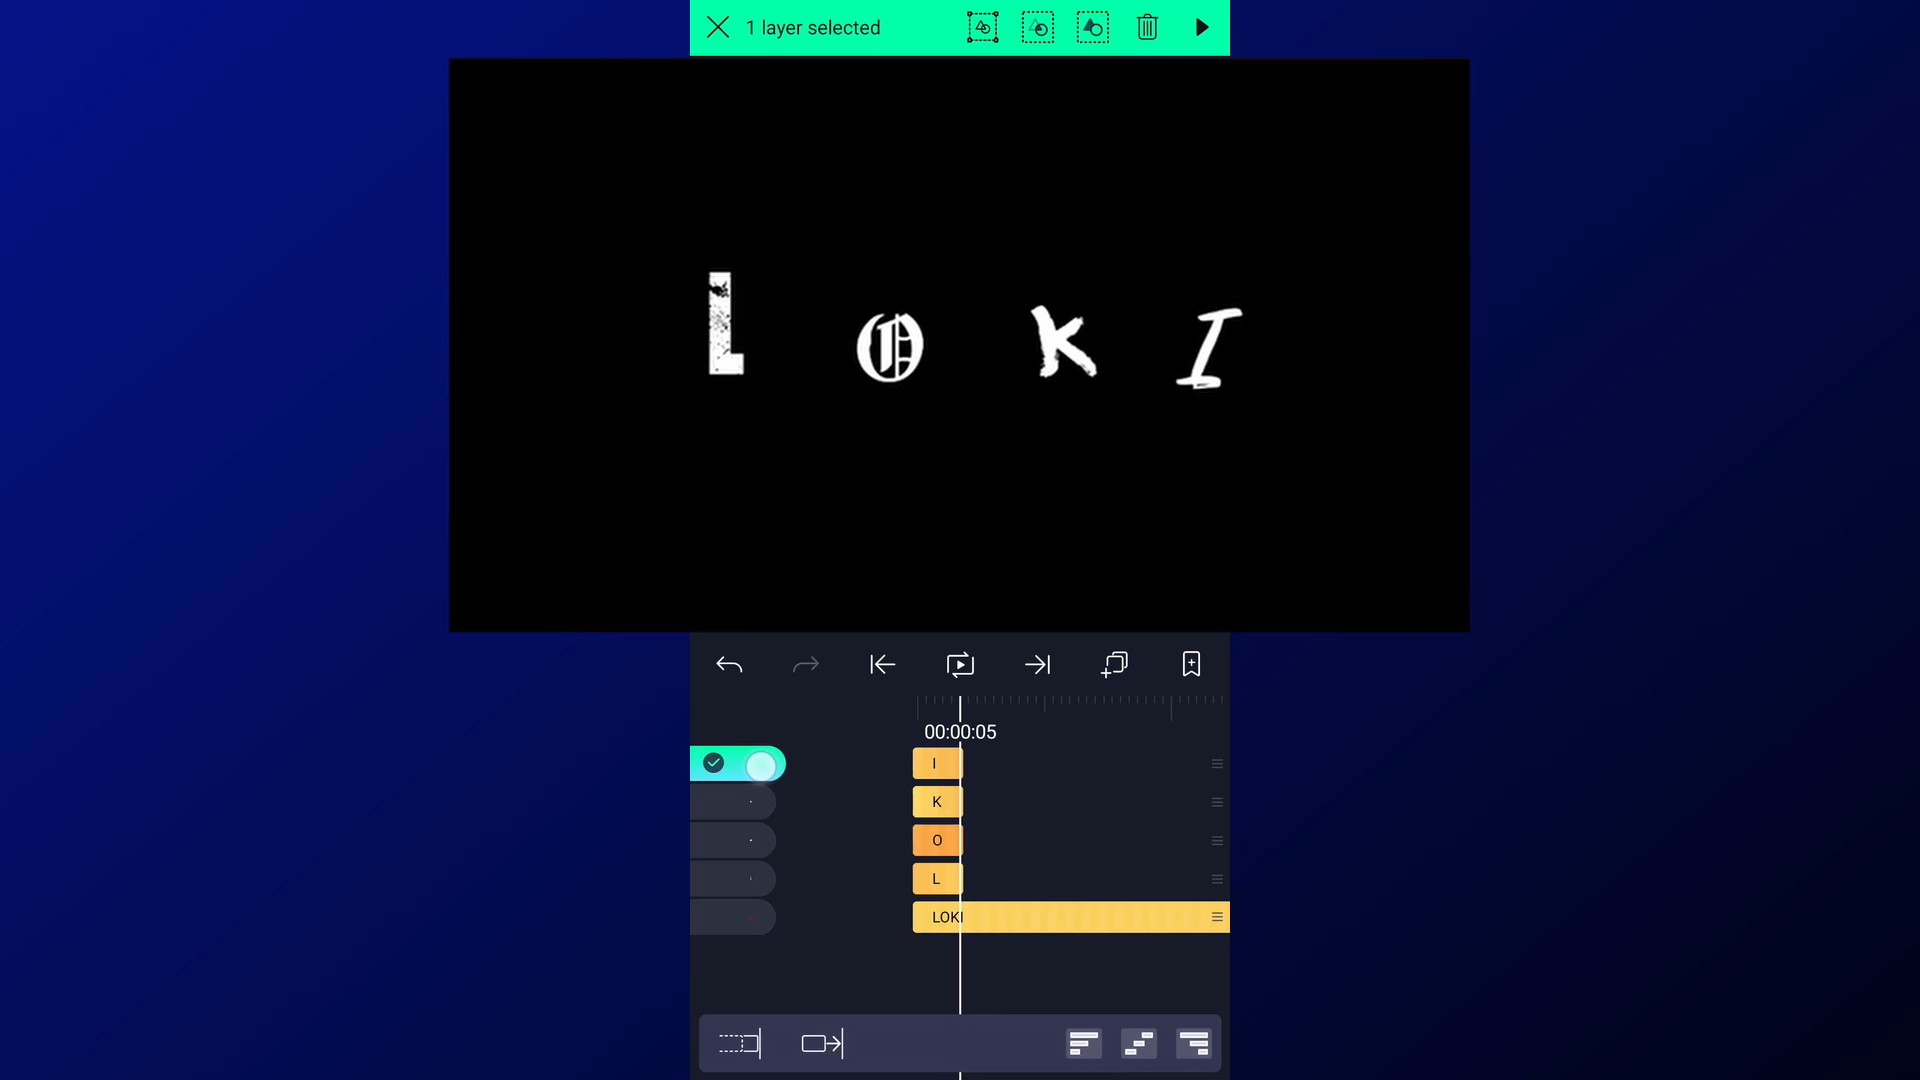 1 layer selected
L O K I
00:00:05
I
K
O
L
LOKI